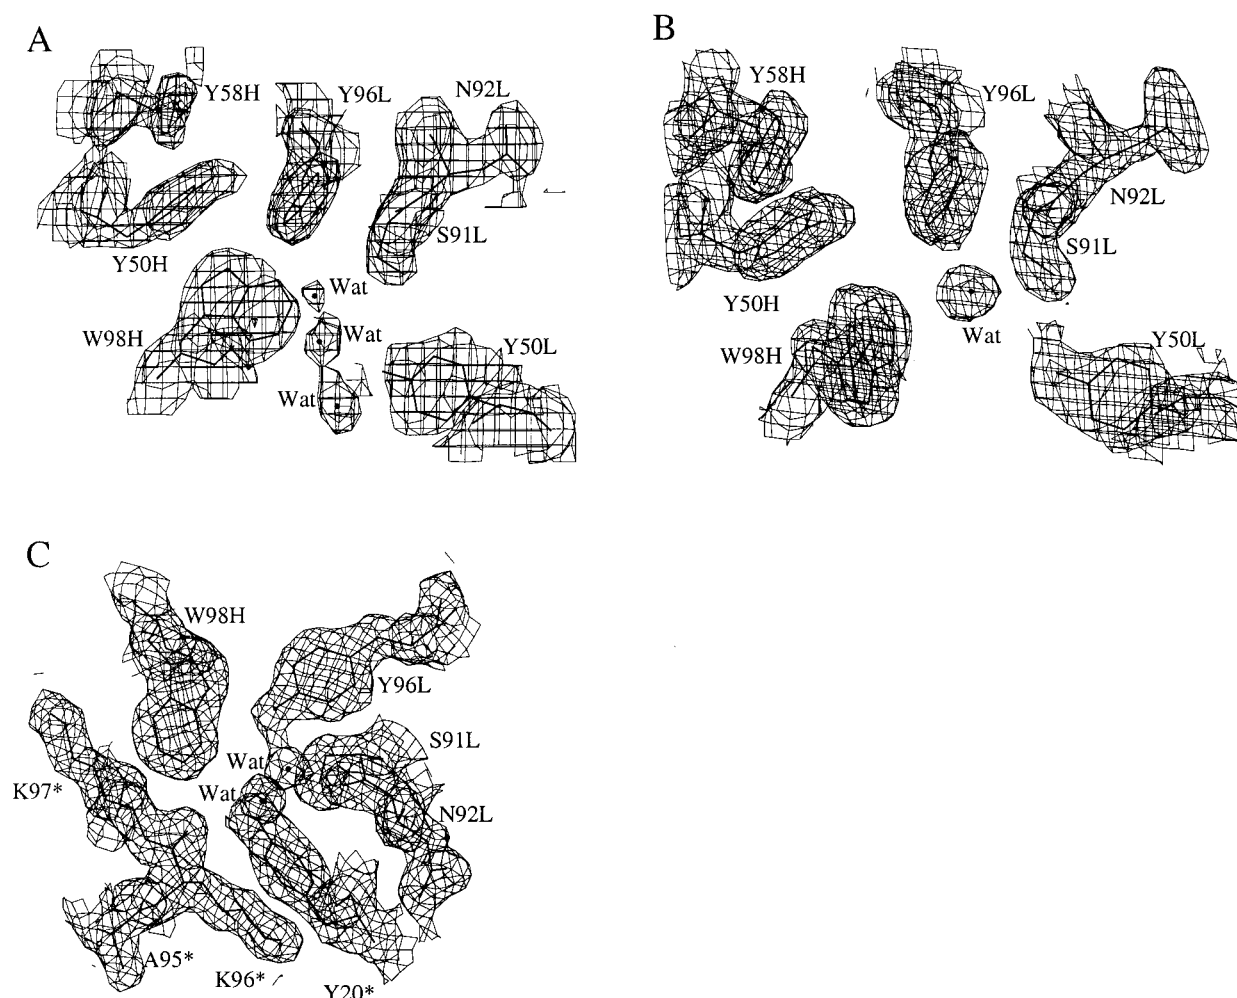 A
Y58H
Y96L
N92L
S91L
Y50H
Wat
Wat
W98H
Y50L
Wat
B
Y58H
Y96L
N92L
S91L
Y50H
Wat
W98H
Y50L
C
W98H
Y96L
S91L
Wat
K97*
Wat
N92L
A95*
K96*
Y20*